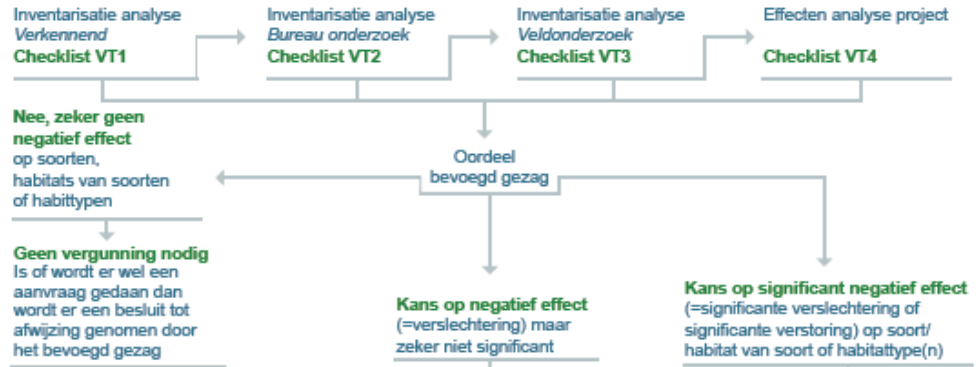 Inventarisatie analyse
Verkennend
Checklist VT1
Inventarisatie analyse
Bureau onderzoek
Checklist VT2
Inventarisatie analyse
Veldonderzoek
Checklist VT3
Effecten analyse project
Checklist VT4
Oordeel
bevoegd gezag
Nee, zeker geen
negatief effect
op soorten,
habitats van soorten
of habittypen
Geen vergunning nodig
Is of wordt er wel een
aanvraag gedaan dan
wordt er een besluit tot
afwijzing genomen door
het bevoegd gezag
Kans op negatief effect
(=verslechtering) maar
zeker niet significant
Kans op significant negatief effect
(=significante verslechtering of
significante verstoring) op soort/
habitat van soort of habitattype(n)